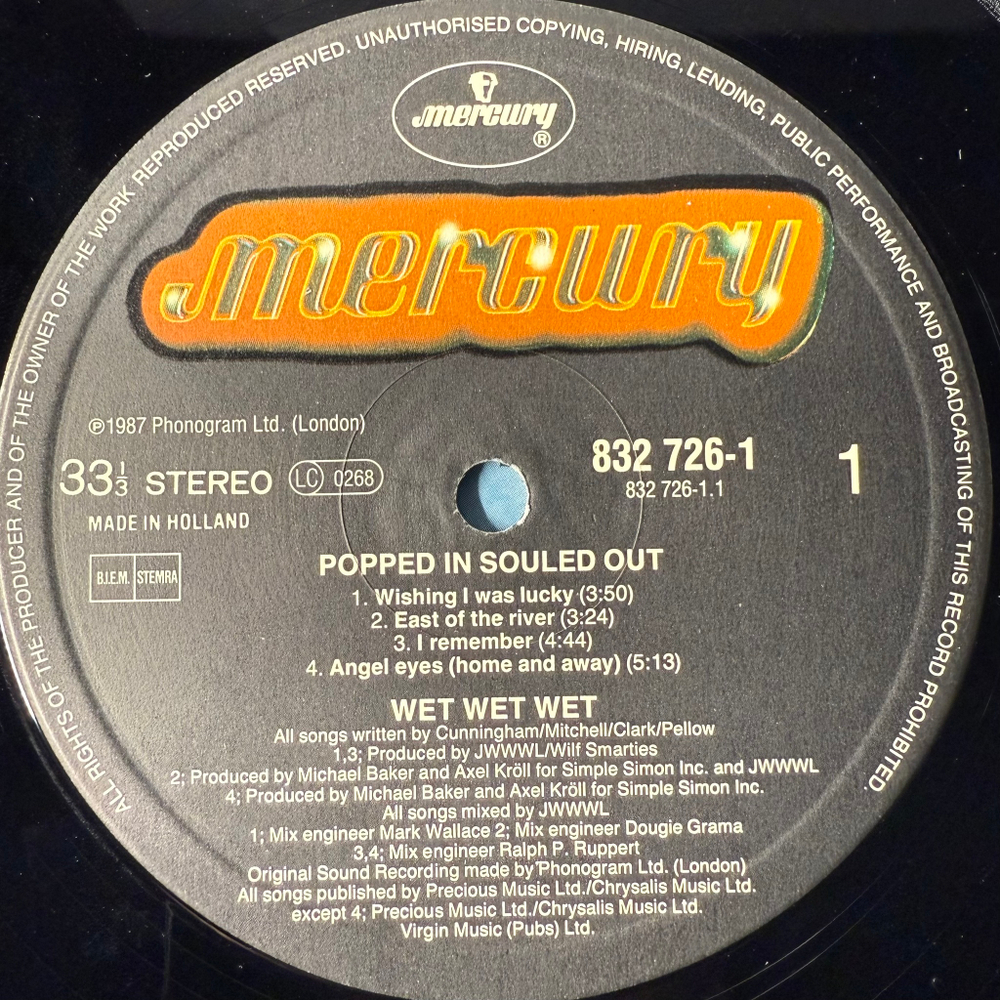 ALL RIGHTS OF THE PRODUCER AND OF THE OWNER OF THE WORK REPRODUCED RESERVED. UNAUTHORISED COPYING, HIRING, LENDING, PUBLIC PERFORMANCE AND BROADCASTING OF THIS RECORD PROHIBITED.
mercury
®
mercury
℗1987 Phonogram Ltd. (London)
33⅓ STEREO LC 0268
MADE IN HOLLAND
B.I.E.M. STEMRA
832 726-1
832 726-1.1
1
POPPED IN SOULED OUT
1. Wishing I was lucky (3:50)
2. East of the river (3:24)
3. I remember (4:44)
4. Angel eyes (home and away) (5:13)
WET WET WET
All songs written by Cunningham/Mitchell/Clark/Pellow
1,3; Produced by JWWWL/Wilf Smarties
2; Produced by Michael Baker and Axel Kröll for Simple Simon Inc. and JWWWL
4; Produced by Michael Baker and Axel Kröll for Simple Simon Inc.
All songs mixed by JWWWL
1; Mix engineer Mark Wallace 2; Mix engineer Dougie Grama
3,4; Mix engineer Ralph P. Ruppert
Original Sound Recording made by Phonogram Ltd. (London)
All songs published by Precious Music Ltd./Chrysalis Music Ltd.
except 4; Precious Music Ltd./Chrysalis Music Ltd.
Virgin Music (Pubs) Ltd.